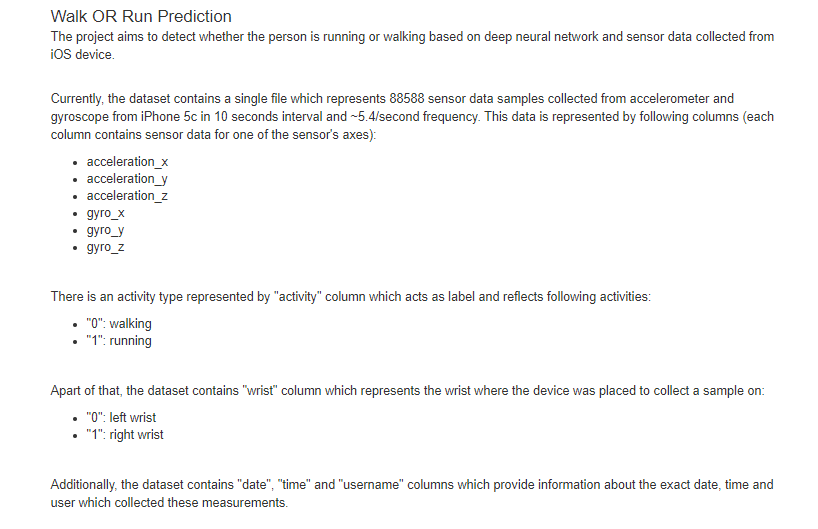 Walk OR Run Prediction
The project aims to detect whether the person is running or walking based on deep neural network and sensor data collected from
iOS device.
Currently, the dataset contains a single file which represents 88588 sensor data samples collected from accelerometer and
gyroscope from iPhone 5c in 10 seconds interval and ~5.4/second frequency. This data is represented by following columns (each
column contains sensor data for one of the sensor's axes):
• acceleration_x
• acceleration_y
• acceleration_z
• gyro_x
• gyro_y
• gyro_z
There is an activity type represented by "activity" column which acts as label and reflects following activities:
• "0": walking
• "1": running
Apart of that, the dataset contains "wrist" column which represents the wrist where the device was placed to collect a sample on:
• "0": left wrist
• "1": right wrist
Additionally, the dataset contains "date", "time" and "username" columns which provide information about the exact date, time and
user which collected these measurements.